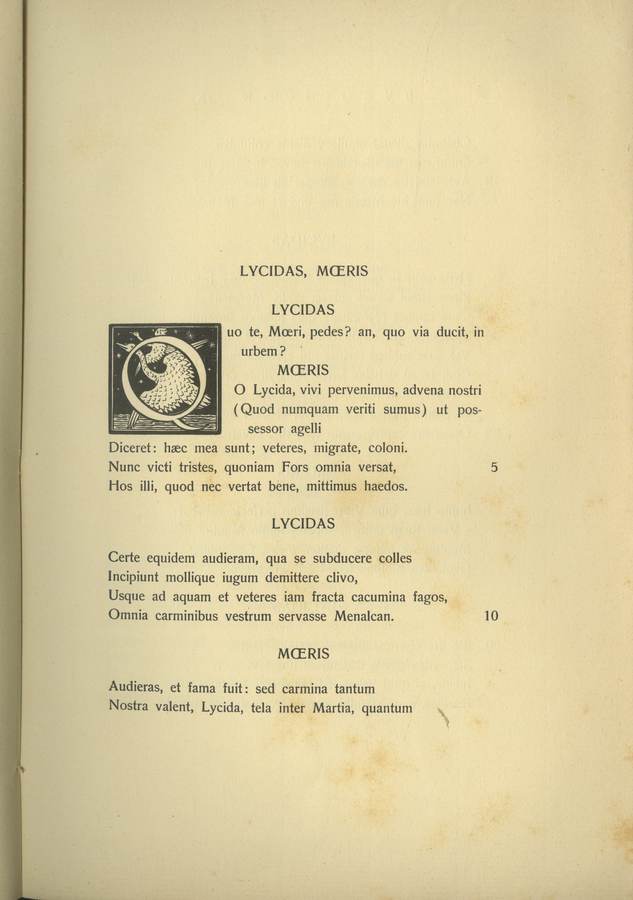 LYCIDAS, MŒRIS
LYCIDAS
Quo te, Mœri, pedes? an, quo via ducit, in
urbem?
MŒRIS
O Lycida, vivi pervenimus, advena nostri
(Quod numquam veriti sumus) ut pos-
sessor agelli
Diceret: hæc mea sunt; veteres, migrate, coloni.
Nunc victi tristes, quoniam Fors omnia versat, 5
Hos illi, quod nec vertat bene, mittimus haedos.
LYCIDAS
Certe equidem audieram, qua se subducere colles
Incipiunt mollique iugum demittere clivo,
Usque ad aquam et veteres iam fracta cacumina fagos,
Omnia carminibus vestrum servasse Menalcan. 10
MŒRIS
Audieras, et fama fuit: sed carmina tantum
Nostra valent, Lycida, tela inter Martia, quantum